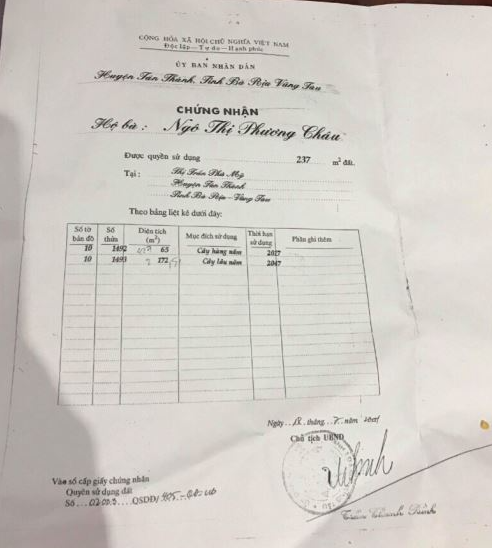 CỘNG HÒA XÃ HỘI CHỦ NGHĨA VIỆT NAM
Độc lập - Tự do - Hạnh phúc
ỦY BAN NHÂN DÂN
Huyện Tân Thành, Tỉnh Bà Rịa Vũng Tàu
CHỨNG NHẬN
Hộ bà : Ngô Thị Phương Châu
Được quyền sử dụng 237 m² đất.
Tại : Thị Trấn Phú Mỹ
Huyện Tân Thành
Tỉnh Bà Rịa - Vũng Tàu
Theo bảng liệt kê dưới đây:
Số tờ bản đồ Số thửa Diện tích (m²) Mục đích sử dụng Thời hạn sử dụng Phần ghi thêm
10 1492 65 Cây hàng năm 2017
10 1493 172 Cây lâu năm 2047
Ngày 18 tháng 7 năm
Chủ tịch UBND
Vào sổ cấp giấy chứng nhận
Quyền sử dụng đất
Số QSDĐ/
Trần Thanh